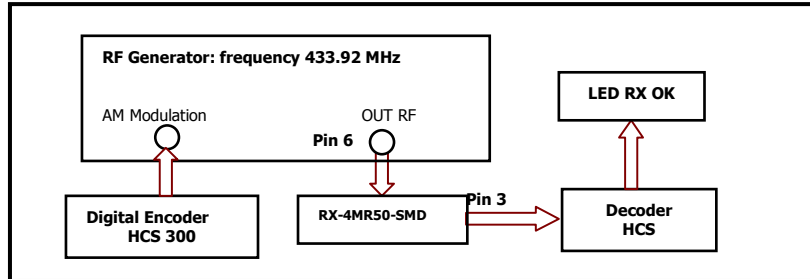 RF Generator: frequency 433.92 MHz
AM Modulation
OUT RF
Pin 6
LED RX OK
Digital Encoder
HCS 300
RX-4MR50-SMD
Pin 3
Decoder
HCS